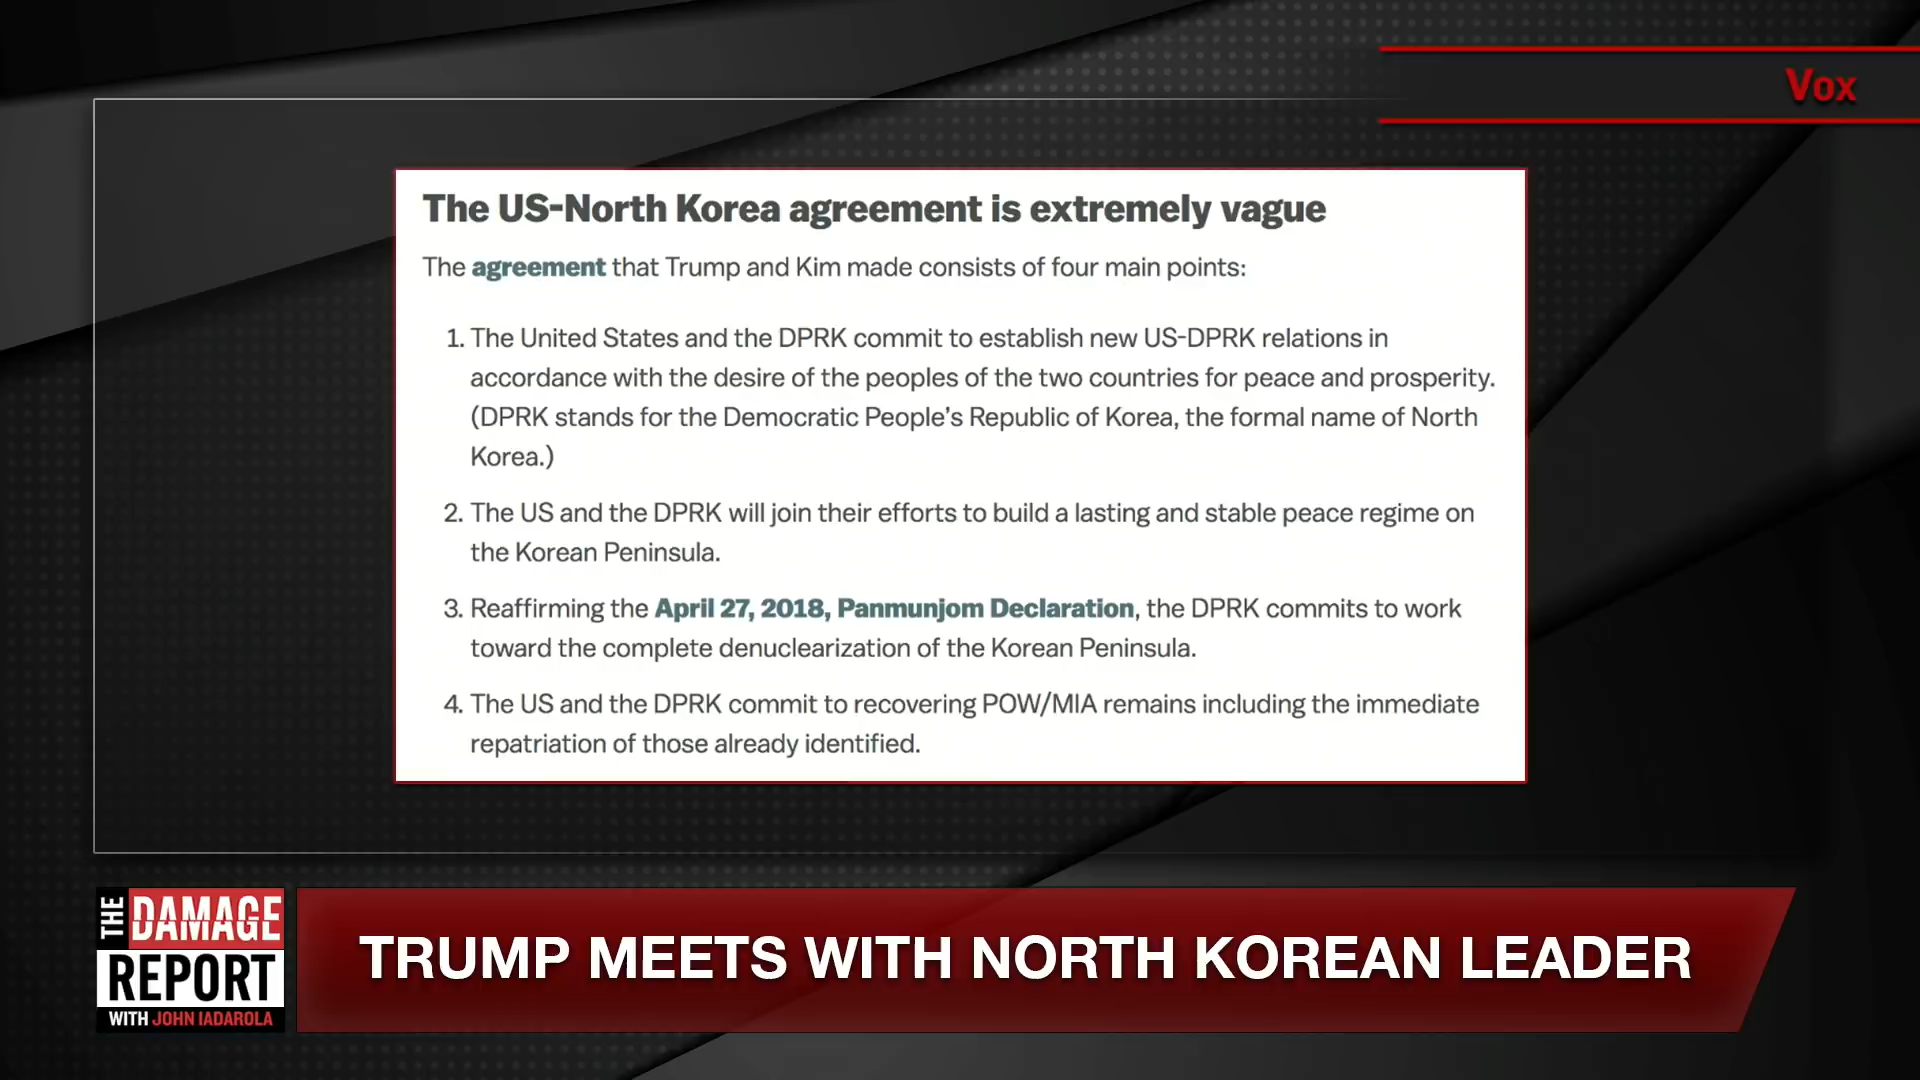 Vox
The US-North Korea agreement is extremely vague
The agreement that Trump and Kim made consists of four main points:
1. The United States and the DPRK commit to establish new US-DPRK relations in
accordance with the desire of the peoples of the two countries for peace and prosperity.
(DPRK stands for the Democratic People's Republic of Korea, the formal name of North
Korea.)
2. The US and the DPRK will join their efforts to build a lasting and stable peace regime on
the Korean Peninsula.
3. Reaffirming the April 27, 2018, Panmunjom Declaration, the DPRK commits to work
toward the complete denuclearization of the Korean Peninsula.
4. The US and the DPRK commit to recovering POW/MIA remains including the immediate
repatriation of those already identified.
THE DAMAGE
REPORT
WITH JOHN IADAROLA
TRUMP MEETS WITH NORTH KOREAN LEADER